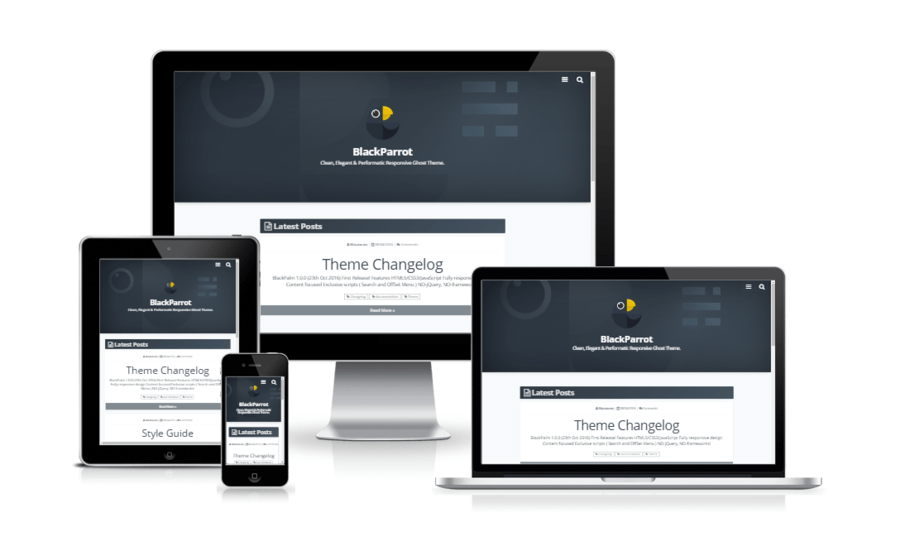 BlackParrot
Clean, Elegant & Performatic Responsive Ghost Theme.
Latest Posts
Theme Changelog
BlackPalm 1.0.0 (25th Oct 2016) First Release! Features HTML5/CSS3/JavaScript Fully responsive
Content focused Exclusive scripts ( Search and OffSet Menu ) NO-jQuery, NO-frameworks
Read More »
BlackParrot
Clean, Elegant & Performatic Responsive Ghost Theme.
Latest Posts
Theme Changelog
Read More »
Style Guide
BlackParrot
Latest Posts
Theme Changelog
BlackParrot
Clean, Elegant & Performatic Responsive Ghost Theme.
Latest Posts
Theme Changelog
BlackPalm 1.0.0 (25th Oct 2016) First Release! Features HTML5/CSS3/JavaScript Fully responsive design
Content focused Exclusive scripts ( Search and OffSet Menu ) NO-jQuery, NO-frameworks!